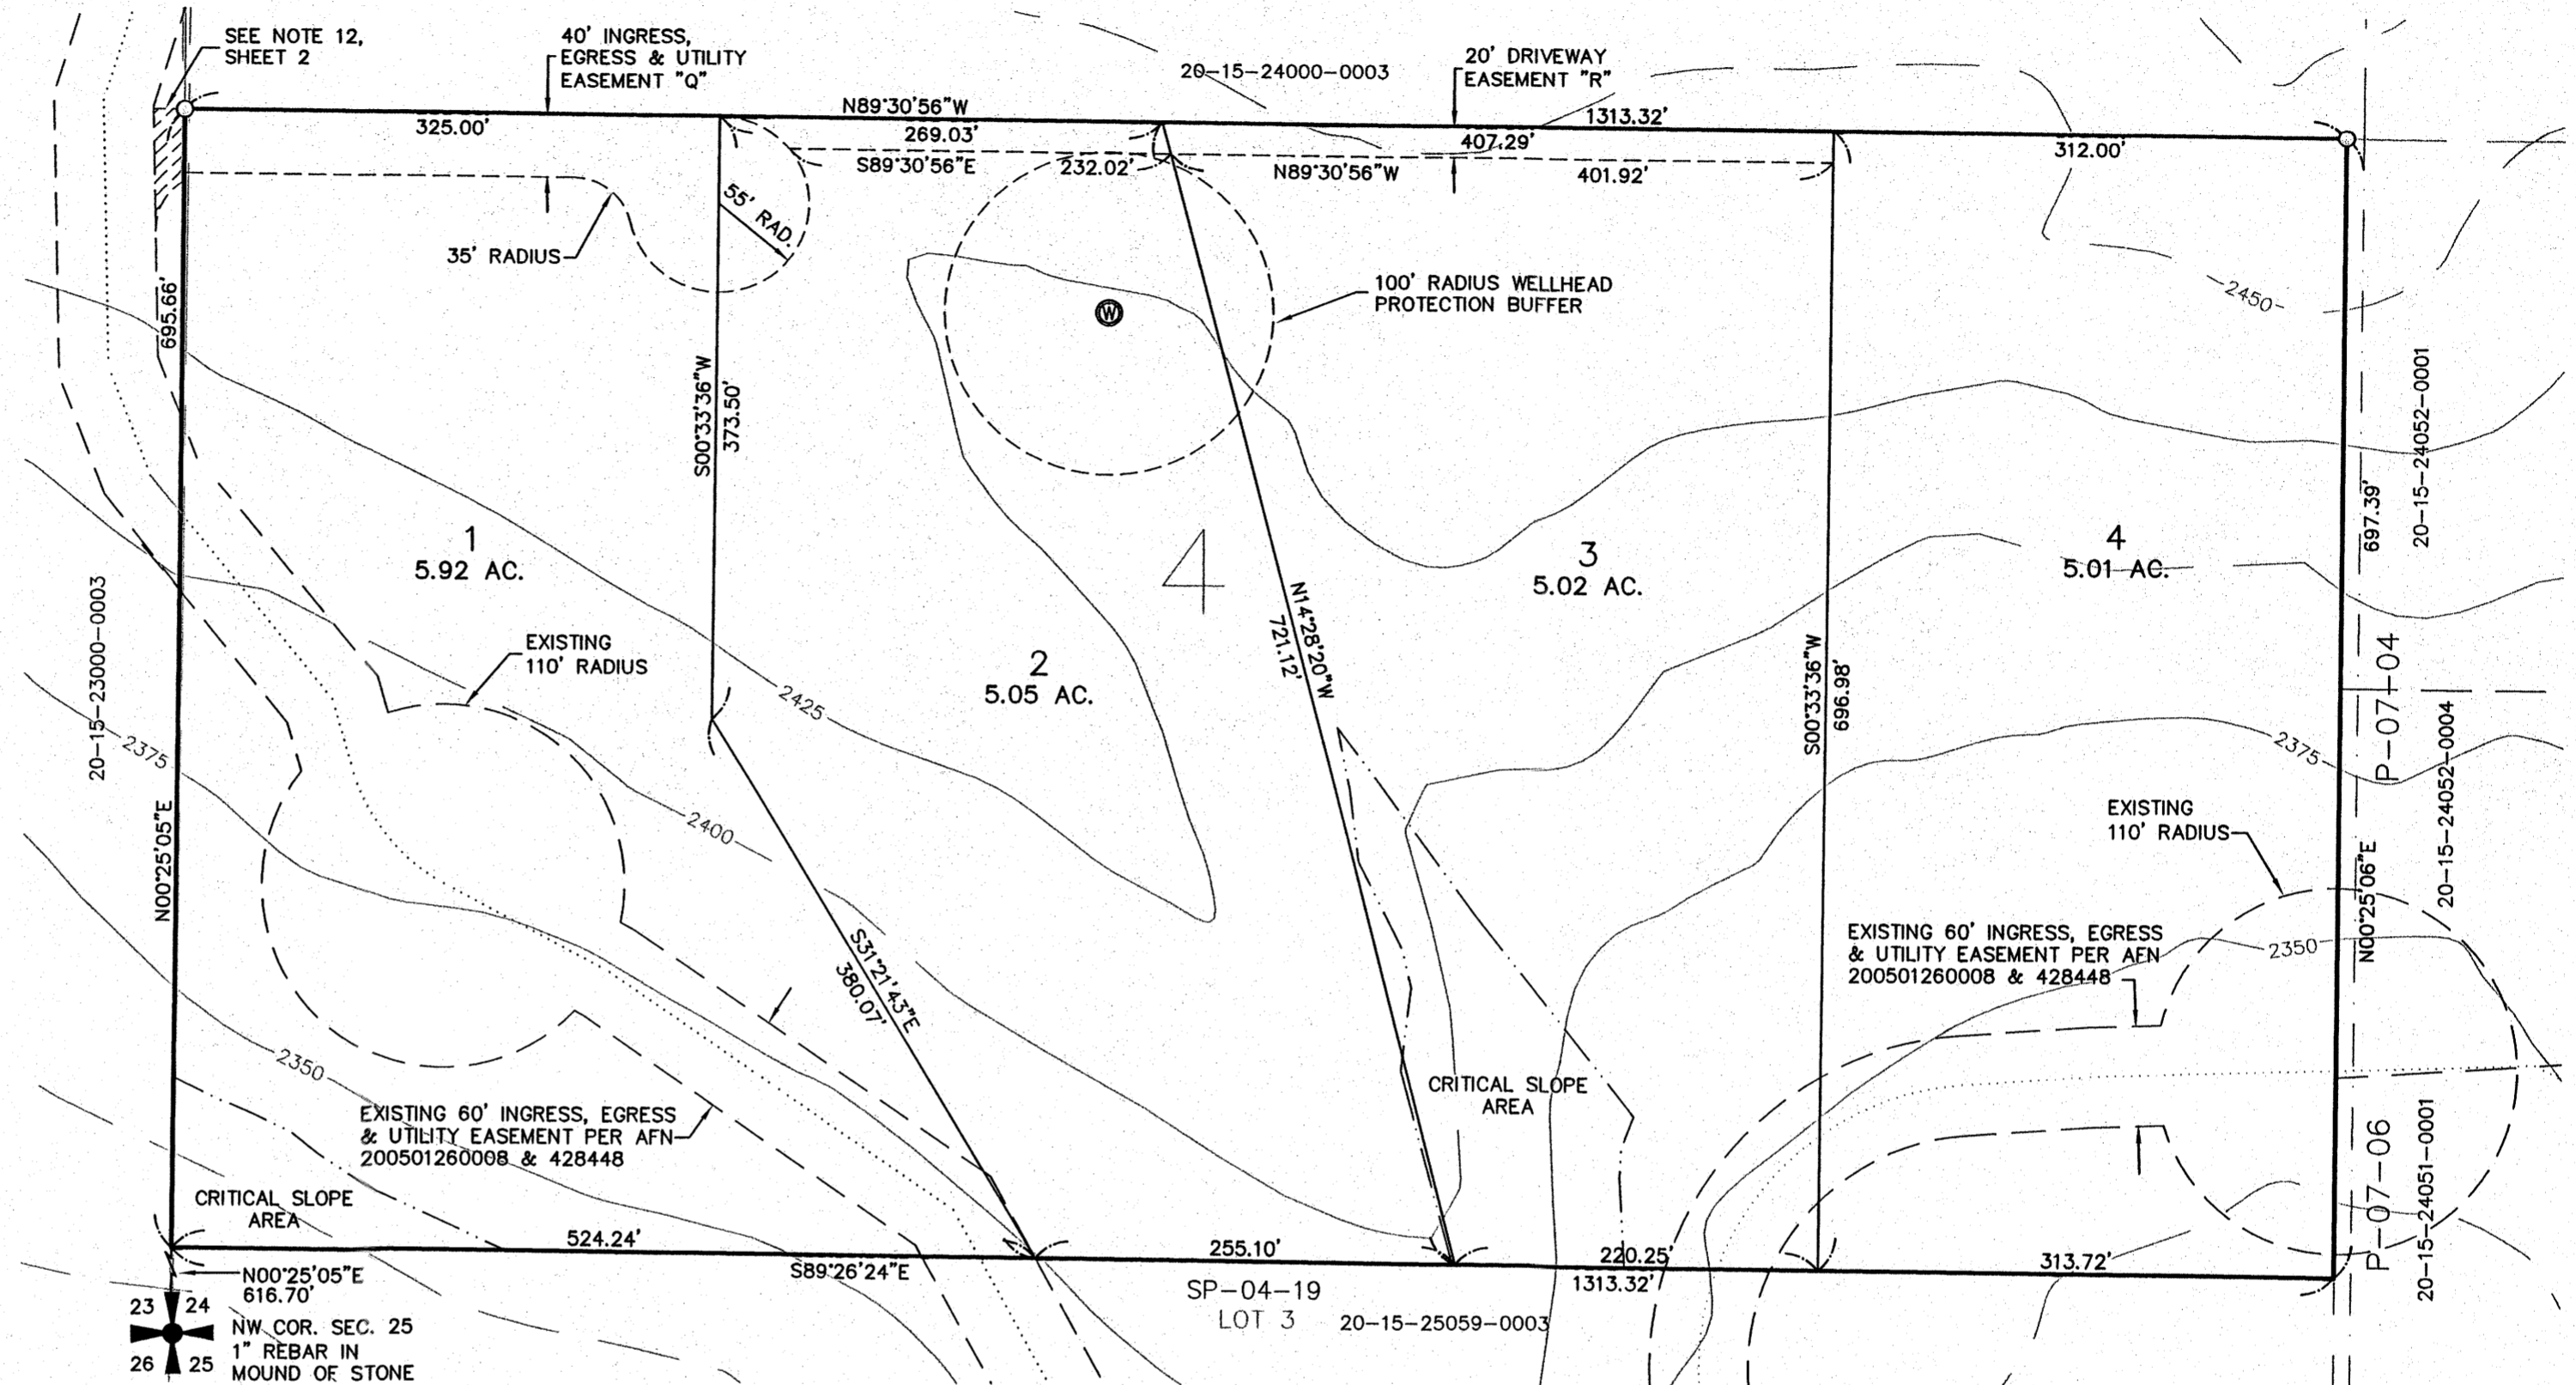 SEE NOTE 12,
SHEET 2
40' INGRESS,
EGRESS & UTILITY
EASEMENT "Q"
20-15-24000-0003
20' DRIVEWAY
EASEMENT "R"
N89°30'56"W
1313.32'
325.00'
269.03'
407.29'
312.00'
S89°30'56"E
232.02'
N89°30'56"W
401.92'
55' RAD.
35' RADIUS
695.66'
100' RADIUS WELLHEAD
PROTECTION BUFFER
W
2450
S00°33'36"W
373.50'
20-15-24052-0001
697.39'
1
5.92 AC.
4
3
5.02 AC.
4
5.01 AC.
20-15-23000-0003
EXISTING
110' RADIUS
2
5.05 AC.
N14°28'20"W
721.12'
S00°33'36"W
696.98'
P-07-04
2425
2375
2375
20-15-24052-0004
2400
EXISTING
110' RADIUS
N00°25'05"E
N00°25'06"E
S31°21'43"E
380.07'
EXISTING 60' INGRESS, EGRESS
& UTILITY EASEMENT PER AFN
200501260008 & 428448
2350
2350
CRITICAL SLOPE
AREA
EXISTING 60' INGRESS, EGRESS
& UTILITY EASEMENT PER AFN
200501260008 & 428448
P-07-06
20-15-24051-0001
CRITICAL SLOPE
AREA
524.24'
255.10'
220.25'
313.72'
S89°26'24"E
1313.32'
N00°25'05"E
616.70'
SP-04-19
LOT 3
20-15-25059-0003
23 24
26 25
NW COR. SEC. 25
1" REBAR IN
MOUND OF STONE